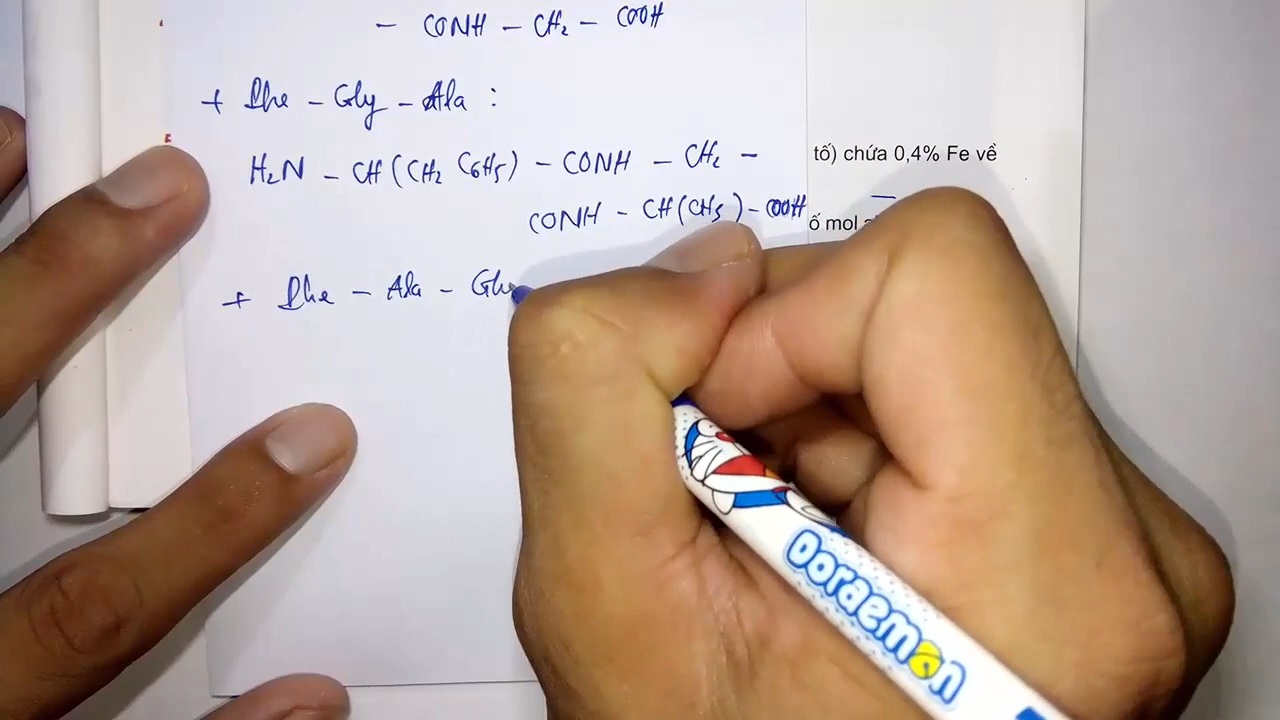 - CONH - CH₂ - COOH
+ Phe - Gly - Ala :
H₂N - CH(CH₂ C₆H₅) - CONH - CH₂ -
CONH - CH(CH₃) - COOH
+ Phe - Ala - Gly
tố) chứa 0,4% Fe về
ố mol
DORaemon